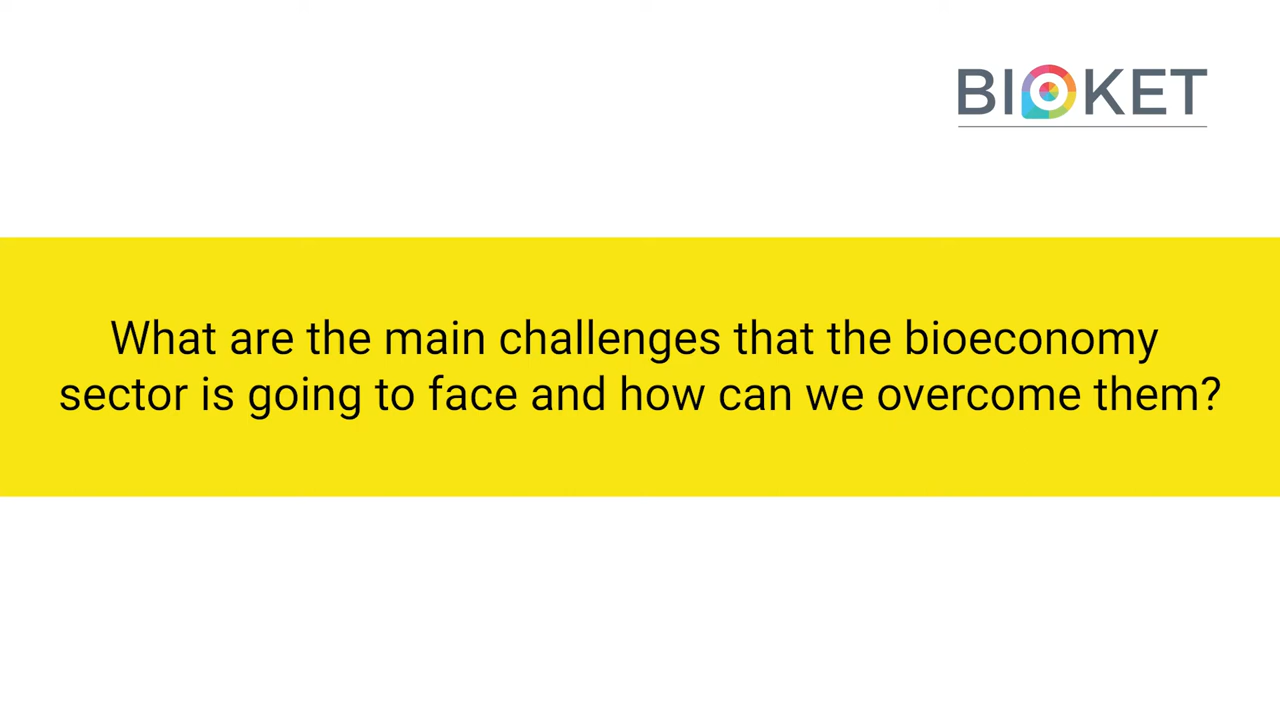 BIOKET
What are the main challenges that the bioeconomy
sector is going to face and how can we overcome them?